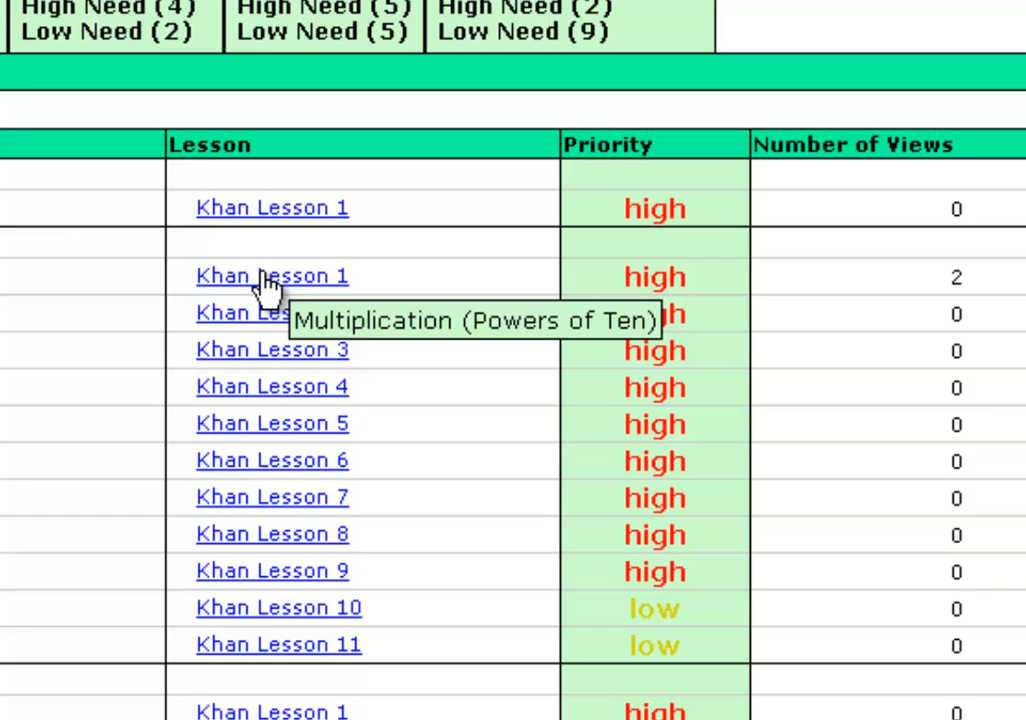 High Need (4) High Need (5) High Need (2)
Low Need (2) Low Need (5) Low Need (9)
Lesson Priority Number of Views
Khan Lesson 1 high 0
Khan Lesson 1 high 2
Khan 0
Multiplication (Powers of Ten)
Khan Lesson 3 high 0
Khan Lesson 4 high 0
Khan Lesson 5 high 0
Khan Lesson 6 high 0
Khan Lesson 7 high 0
Khan Lesson 8 high 0
Khan Lesson 9 high 0
Khan Lesson 10 low 0
Khan Lesson 11 low 0
Khan Lesson 1 high 0